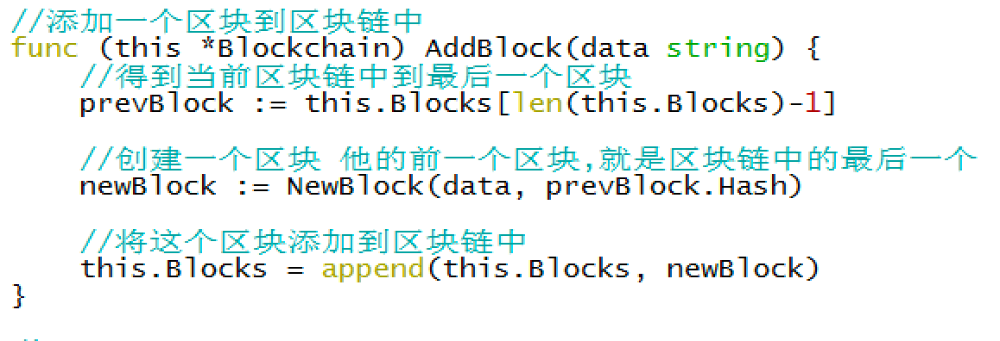 //添加一个区块到区块链中
func (this *Blockchain) AddBlock(data string) {
    //得到当前区块链中到最后一个区块
    prevBlock := this.Blocks[len(this.Blocks)-1]
    //创建一个区块 他的前一个区块,就是区块链中的最后一个
    newBlock := NewBlock(data, prevBlock.Hash)
    //将这个区块添加到区块链中
    this.Blocks = append(this.Blocks, newBlock)
}